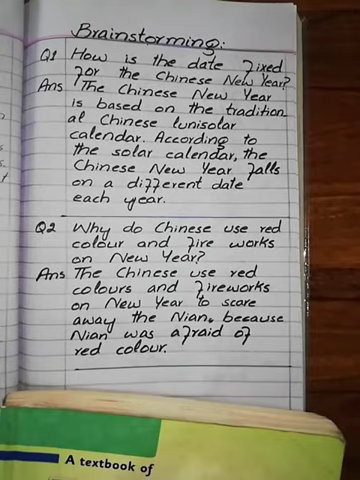 Brainstorming:
Q1 How is the date fixed
for the Chinese New Year?
Ans The Chinese New Year
is based on the tradition
al Chinese lunisolar
calendar. According to
the solar calendar, the
Chinese New Year falls
on a different date
each year.
Q2 Why do Chinese use red
colour and fire works
on New Year?
Ans The Chinese use red
colours and fireworks
on New Year to scare
away the Nian, because
Nian was afraid of
red colour.
A textbook of